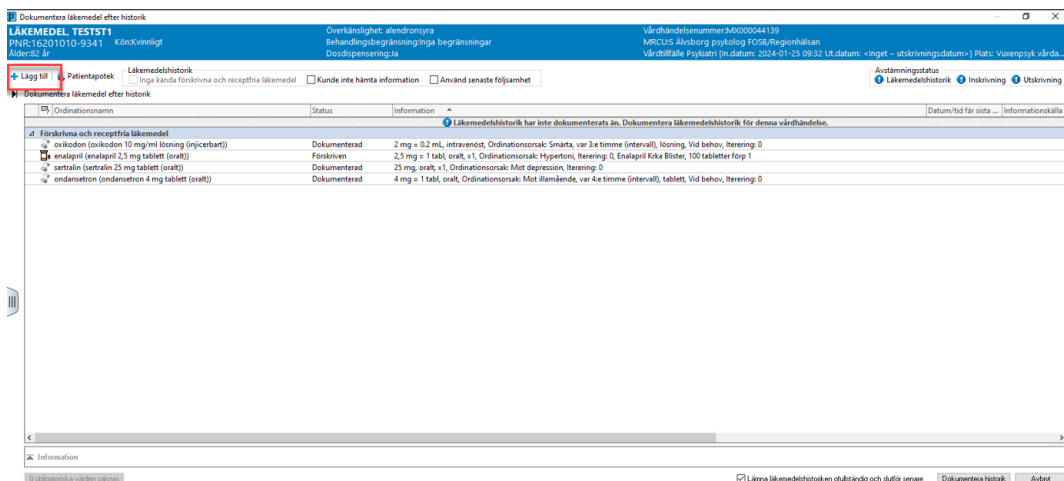 Dokumentera läkemedel efter historik
LÄKEMEDEL, TESTST1 Överkänslighet: alendronsyra Vårdhändelsenummer:MX000044139
PNR:16201010-9341 Kön:Kvinnligt Behandlingsbegränsning:Inga begränsningar MRCU:S Älvsborg psykolog FOSB/Regionhälsan
Ålder:82 år Dosdispensering:Ja Vårdtillfälle Psykiatri [In.datum: 2024-01-25 09:32 Ut.datum: <Inget – utskrivningsdatum>] Plats: Vuxenpsyk vårda...
Lägg till Patientapotek Läkemedelshistorik Avstämningsstatus
Inga kända förskrivna och receptfria läkemedel Kunde inte hämta information Använd senaste följsamhet Läkemedelshistorik Inskrivning Utskrivning
Dokumentera läkemedel efter historik
Ordinationsnamn Status Information Datum/tid får sista ... Informationskälla
Läkemedelshistorik har inte dokumenterats än. Dokumentera läkemedelshistorik för denna vårdhändelse.
Förskrivna och receptfria läkemedel
oxikodon (oxikodon 10 mg/ml lösning (injicerbart)) Dokumenterad 2 mg = 0.2 mL, intravenöst, Ordinationsorsak: Smärta, var 3:e timme (intervall), lösning, Vid behov, Iterering: 0
enalapril (enalapril 2,5 mg tablett (oralt)) Förskriven 2,5 mg = 1 tabl, oralt, x1, Ordinationsorsak: Hypertoni, Iterering: 0, Enalapril Krka Blister, 100 tabletter förp 1
sertralin (sertralin 25 mg tablett (oralt)) Dokumenterad 25 mg, oralt, x1, Ordinationsorsak: Mot depression, Iterering: 0
ondansetron (ondansetron 4 mg tablett (oralt)) Dokumenterad 4 mg = 1 tabl, oralt, Ordinationsorsak: Mot illamående, var 4:e timme (intervall), tablett, Vid behov, Iterering: 0
Information
0 obligatoriska värden saknas Lämna läkemedelshistoriken ofullständig och slutför senare Dokumentera historik Avbryt